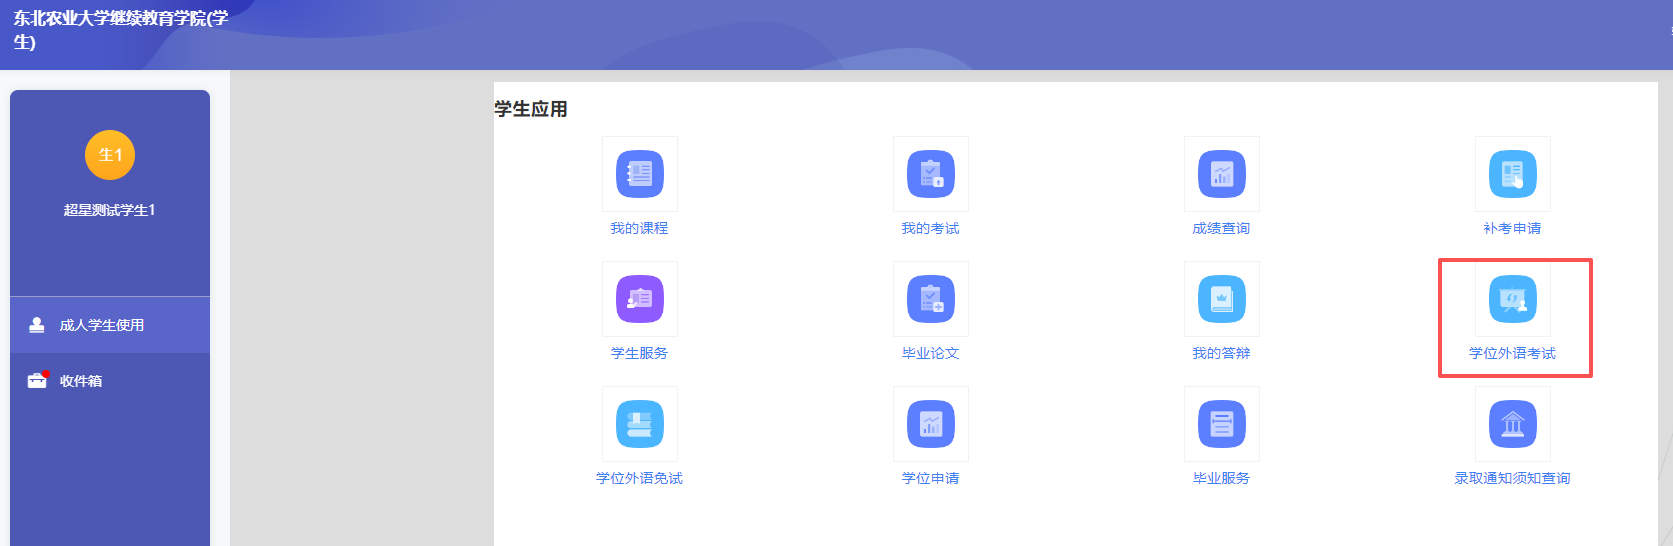 东北农业大学继续教育学院(学
生)
生1
超星测试学生1
成人学生使用
收件箱
学生应用
我的课程
我的考试
成绩查询
补考申请
学生服务
毕业论文
我的答辩
学位外语考试
学位外语免试
学位申请
毕业服务
录取通知须知查询